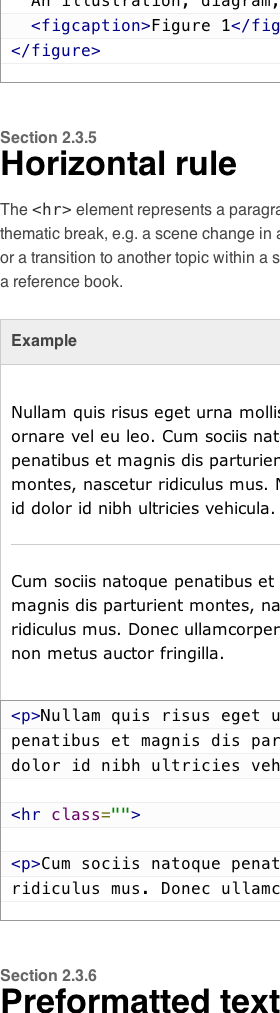 An illustration, diagram,
<figcaption>Figure 1</fig
</figure>
Section 2.3.5
Horizontal rule
The <hr> element represents a paragra
thematic break, e.g. a scene change in a
or a transition to another topic within a s
a reference book.
Example
Nullam quis risus eget urna mollis
ornare vel eu leo. Cum sociis nat
penatibus et magnis dis parturien
montes, nascetur ridiculus mus. N
id dolor id nibh ultricies vehicula.
Cum sociis natoque penatibus et
magnis dis parturient montes, na
ridiculus mus. Donec ullamcorper
non metus auctor fringilla.
<p>Nullam quis risus eget u
penatibus et magnis dis par
dolor id nibh ultricies veh
<hr class="">
<p>Cum sociis natoque penat
ridiculus mus. Donec ullamc
Section 2.3.6
Preformatted text